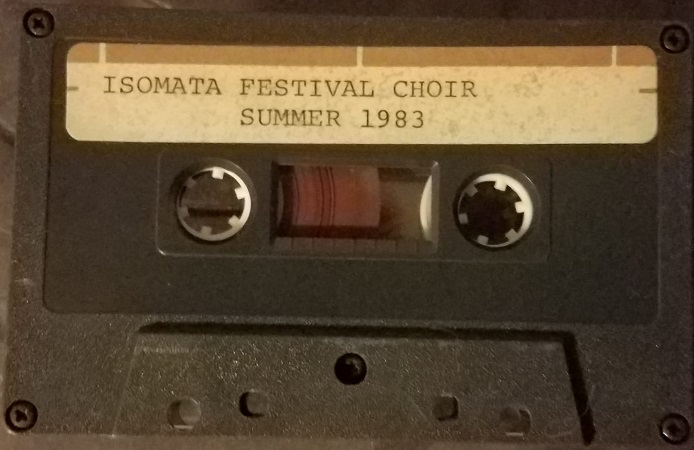 ISOMATA FESTIVAL CHOIR
SUMMER 1983